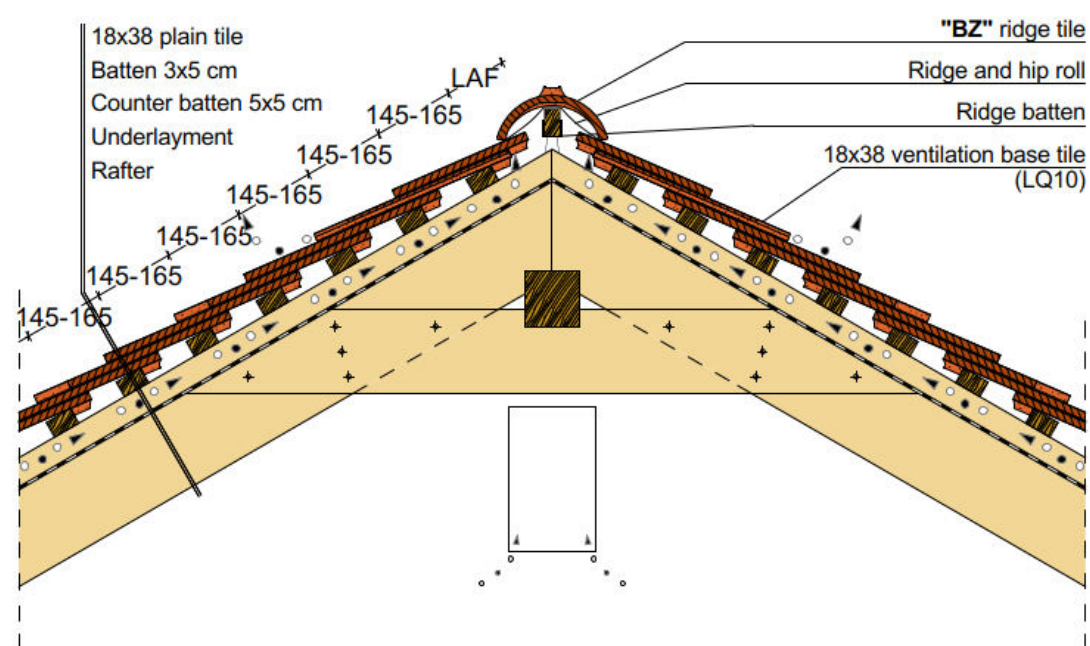 18x38 plain tile
Batten 3x5 cm
Counter batten 5x5 cm
Underlayment
Rafter
LAF
145-165
145-165
145-165
145-165
145-165
145-165
"BZ" ridge tile
Ridge and hip roll
Ridge batten
18x38 ventilation base tile
(LQ10)